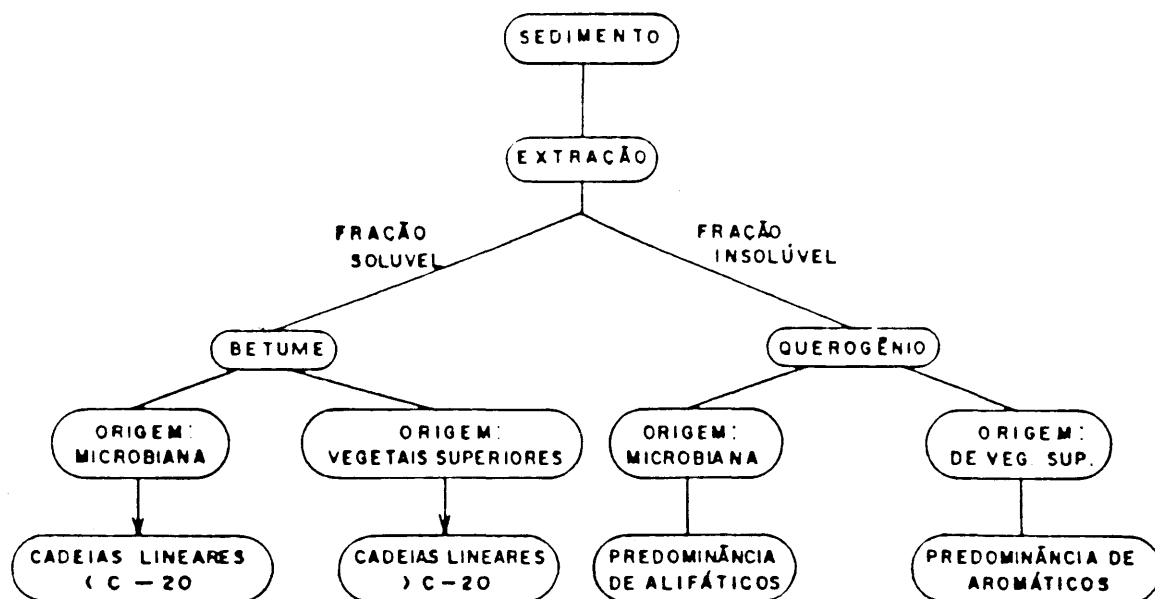 SEDIMENTO
EXTRAÇÃO
FRAÇÃO
SOLUVEL
FRAÇÃO
INSOLÚVEL
BETUME
QUEROGÊNIO
ORIGEM:
MICROBIANA
ORIGEM:
VEGETAIS SUPERIORES
ORIGEM:
MICROBIANA
ORIGEM:
DE VEG. SUP.
CADEIAS LINEARES
( C – 20
CADEIAS LINEARES
) C – 20
PREDOMINÂNCIA
DE ALIFÁTICOS
PREDOMINÂNCIA DE
AROMÁTICOS